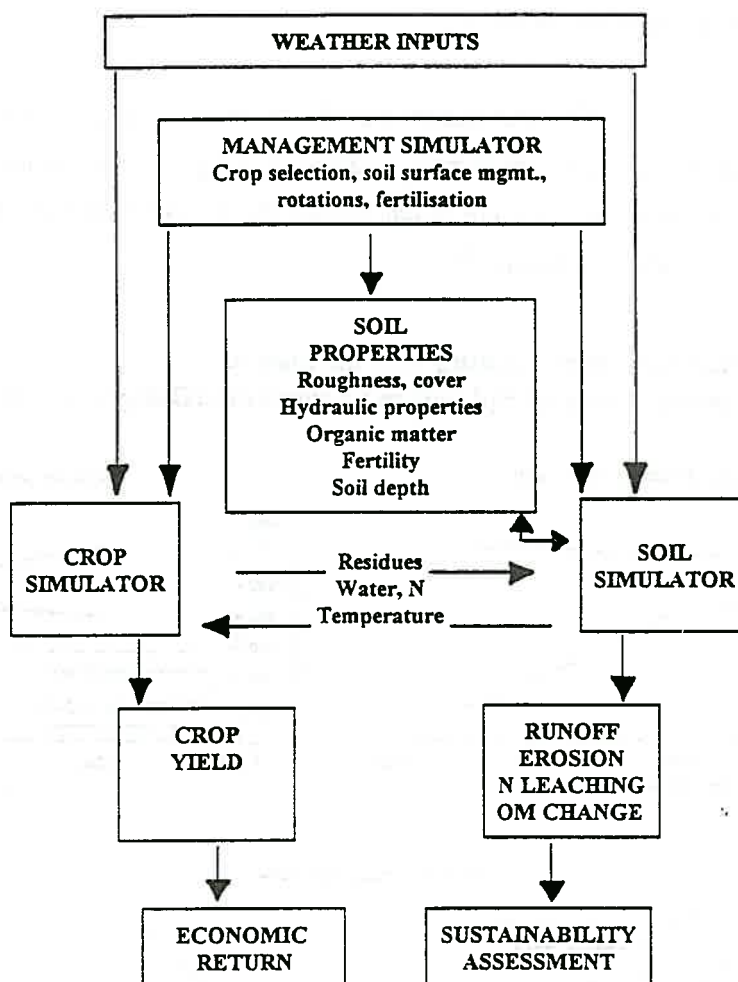 WEATHER INPUTS
MANAGEMENT SIMULATOR
Crop selection, soil surface mgmt.,
rotations, fertilisation
SOIL
PROPERTIES
Roughness, cover
Hydraulic properties
Organic matter
Fertility
Soil depth
CROP
SIMULATOR
Residues
Water, N
Temperature
SOIL
SIMULATOR
CROP
YIELD
RUNOFF
EROSION
N LEACHING
OM CHANGE
ECONOMIC
RETURN
SUSTAINABILITY
ASSESSMENT